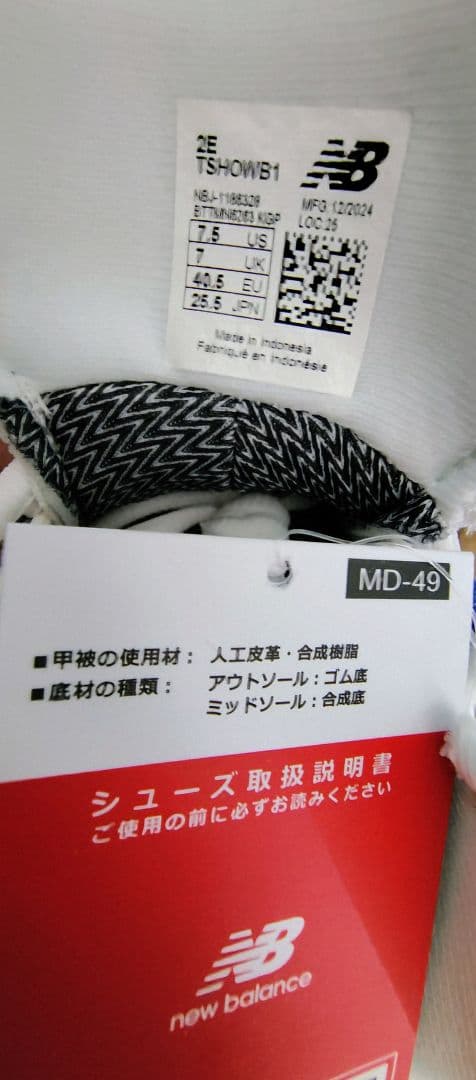 2E
TSHOWB1
NB
MFG:12/2024
LOC:25
7.5 US
7 UK
40.5 EU
25.5 JPN
Made in Indonesia
Fabriqué en Indonésie
MD-49
■甲被の使用材：人工皮革・合成樹脂
■底材の種類：アウトソール：ゴム底
ミッドソール：合成底
シューズ取扱説明書
ご使用の前に必ずお読みください
NB
new balance